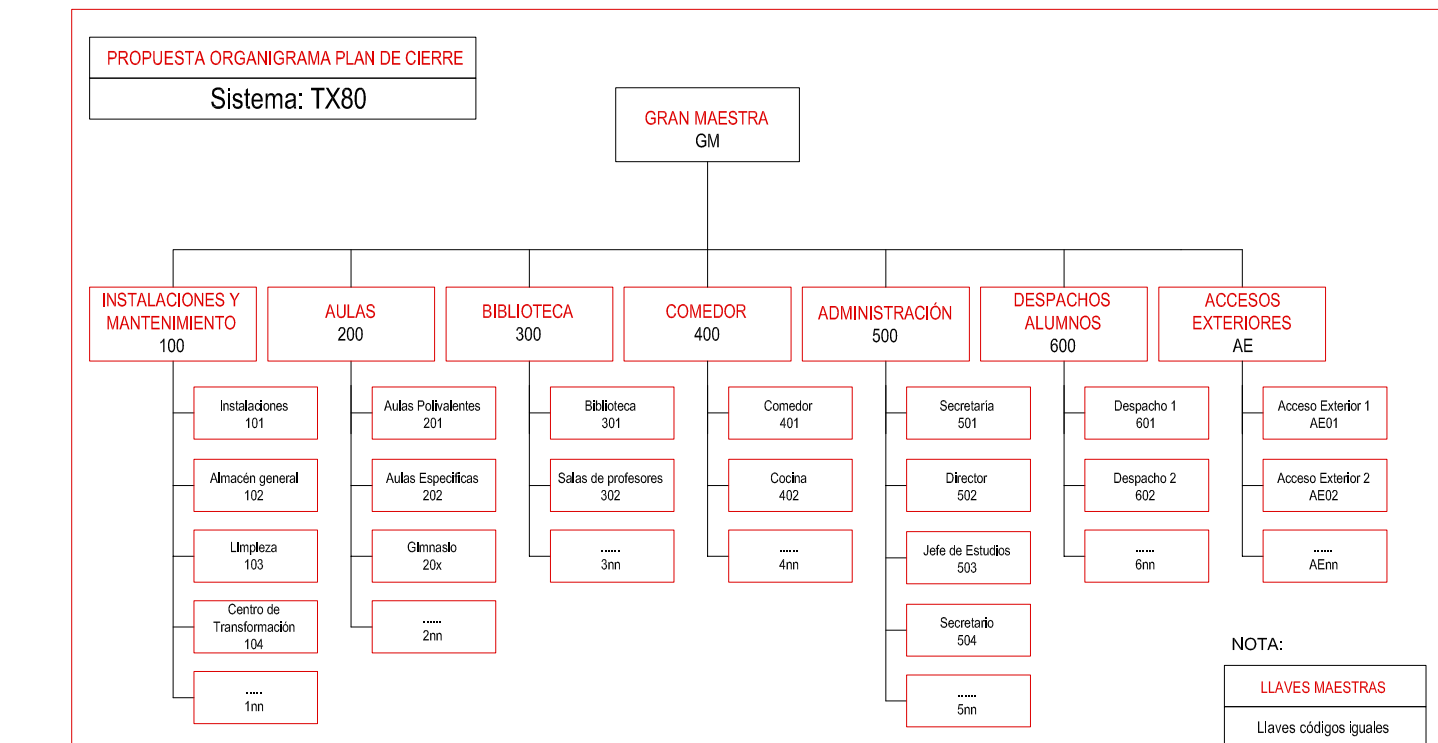 PROPUESTA ORGANIGRAMA PLAN DE CIERRE
Sistema: TX80
GRAN MAESTRA
GM
INSTALACIONES Y
MANTENIMIENTO
100
Instalaciones
101
Almacén general
102
Limpieza
103
Centro de
Transformación
104
.....
1nn
AULAS
200
Aulas Polivalentes
201
Aulas Especificas
202
Gimnasio
20x
......
2nn
BIBLIOTECA
300
Biblioteca
301
Salas de profesores
302
......
3nn
COMEDOR
400
Comedor
401
Cocina
402
......
4nn
ADMINISTRACIÓN
500
Secretaría
501
Director
502
Jefe de Estudios
503
Secretario
504
.......
5nn
DESPACHOS
ALUMNOS
600
Despacho 1
601
Despacho 2
602
......
6nn
ACCESOS
EXTERIORES
AE
Acceso Exterior 1
AE01
Acceso Exterior 2
AE02
......
AEnn
NOTA:
LLAVES MAESTRAS
Llaves códigos iguales